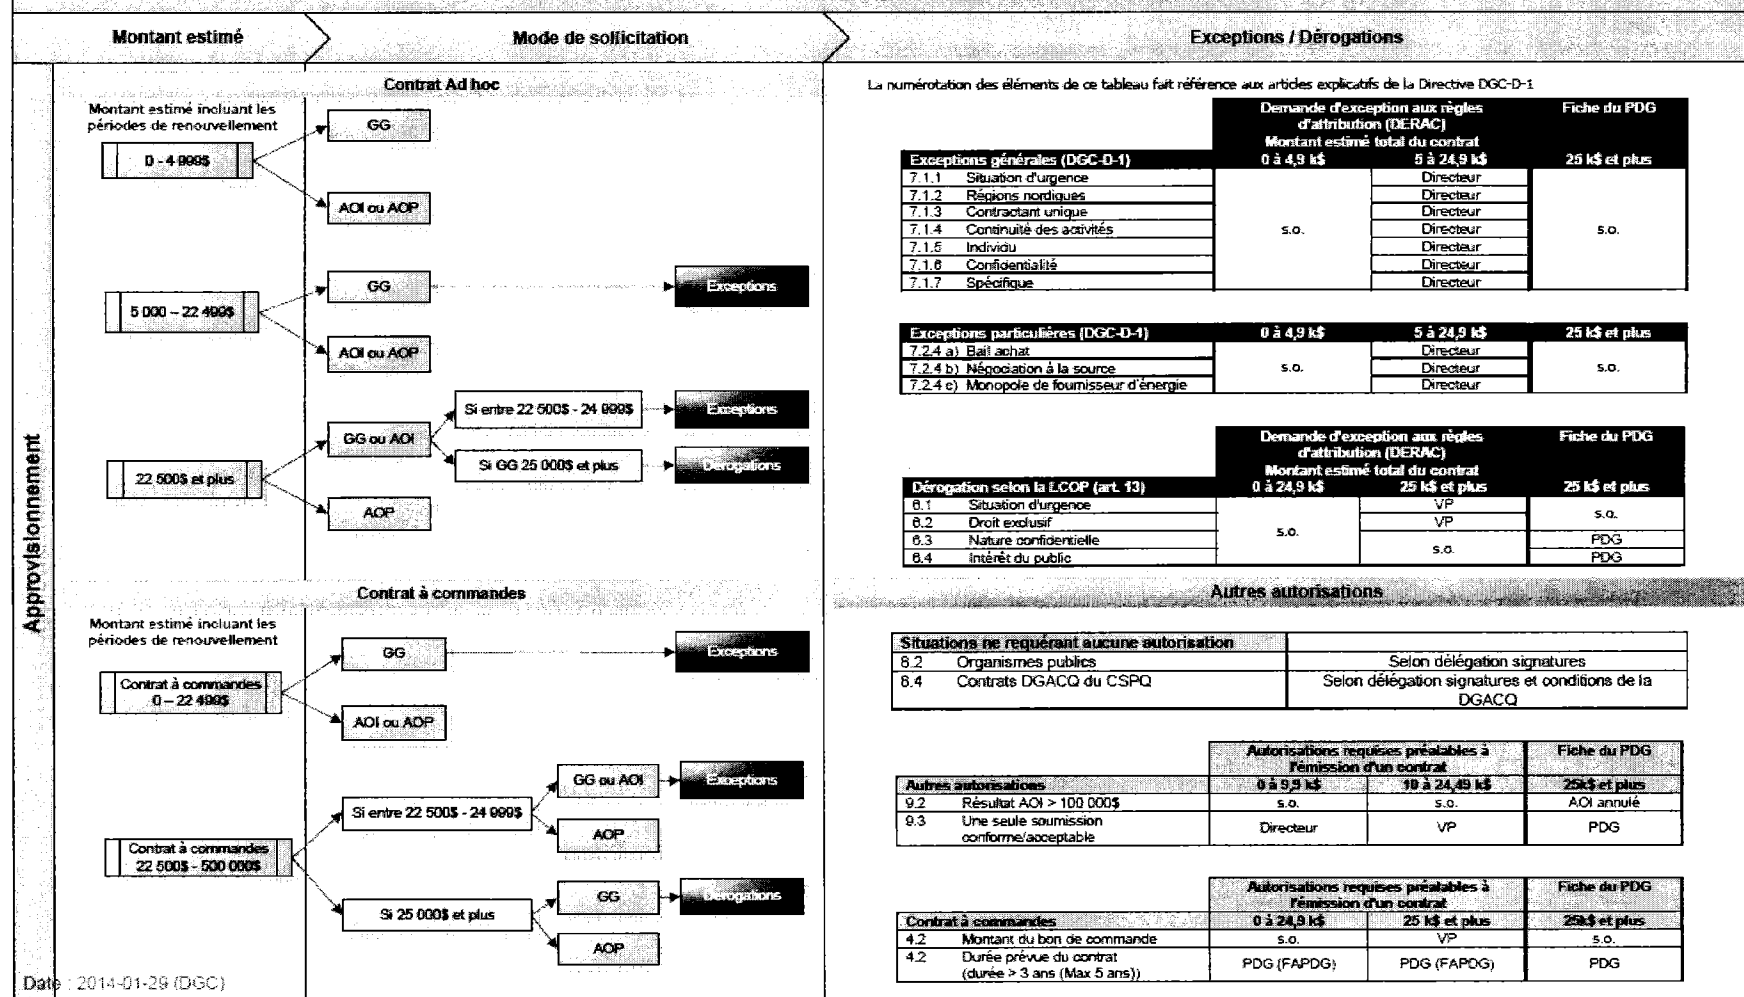 Montant estimé
Mode de sollicitation
Exceptions / Dérogations
Approvisionnement
Contrat Ad hoc
Montant estimé incluant les
périodes de renouvellement
0 - 4 999$
GG
AOI ou AOP
5 000 – 22 499$
GG
Exceptions
AOI ou AOP
22 500$ et plus
GG ou AOI
Si entre 22 500$ - 24 999$
Exceptions
Si GG 25 000$ et plus
Dérogations
AOP
Contrat à commandes
Montant estimé incluant les
périodes de renouvellement
Contrat à commandes
0 – 22 499$
GG
Exceptions
AOI ou AOP
Contrat à commandes
22 500$ - 500 000$
Si entre 22 500$ - 24 999$
GG ou AOI
Exceptions
AOP
Si 25 000$ et plus
GG
Dérogations
AOP
Date : 2014-01-29 (DGC)
La numérotation des éléments de ce tableau fait référence aux articles explicatifs de la Directive DGC-D-1
Demande d'exception aux règles
d'attribution (DERAC)
Montant estimé total du contrat
Fiche du PDG
Exceptions générales (DGC-D-1) 0 à 4,9 k$ 5 à 24,9 k$ 25 k$ et plus
7.1.1 Situation d'urgence Directeur
7.1.2 Régions nordiques Directeur
7.1.3 Contractant unique Directeur
7.1.4 Continuité des activités s.o. Directeur s.o.
7.1.5 Individu Directeur
7.1.6 Confidentialité Directeur
7.1.7 Spécifique Directeur
Exceptions particulières (DGC-D-1) 0 à 4,9 k$ 5 à 24,9 k$ 25 k$ et plus
7.2.4 a) Bail achat Directeur
7.2.4 b) Négociation à la source s.o. Directeur s.o.
7.2.4 c) Monopole de fournisseur d'énergie Directeur
Demande d'exception aux règles
d'attribution (DERAC)
Montant estimé total du contrat
Fiche du PDG
Dérogation selon la LCOP (art. 13) 0 à 24,9 k$ 25 k$ et plus 25 k$ et plus
6.1 Situation d'urgence VP
s.o.
6.2 Droit exclusif VP
s.o.
6.3 Nature confidentielle PDG
s.o.
6.4 Intérêt du public PDG
Autres autorisations
Situations ne requérant aucune autorisation
8.2 Organismes publics Selon délégation signatures
8.4 Contrats DGACQ du CSPQ Selon délégation signatures et conditions de la
DGACQ
Autorisations requises préalables à
l'émission d'un contrat
Fiche du PDG
Autres autorisations 0 à 9,9 k$ 10 à 24,49 k$ 25k$ et plus
9.2 Résultat AOI > 100 000$ s.o. s.o. AOI annulé
9.3 Une seule soumission
conforme/acceptable Directeur VP PDG
Autorisations requises préalables à
l'émission d'un contrat
Fiche du PDG
Contrat à commandes 0 à 24,9 k$ 25 k$ et plus 25k$ et plus
4.2 Montant du bon de commande s.o. VP s.o.
4.2 Durée prévue du contrat
(durée > 3 ans (Max 5 ans)) PDG (FAPDG) PDG (FAPDG) PDG